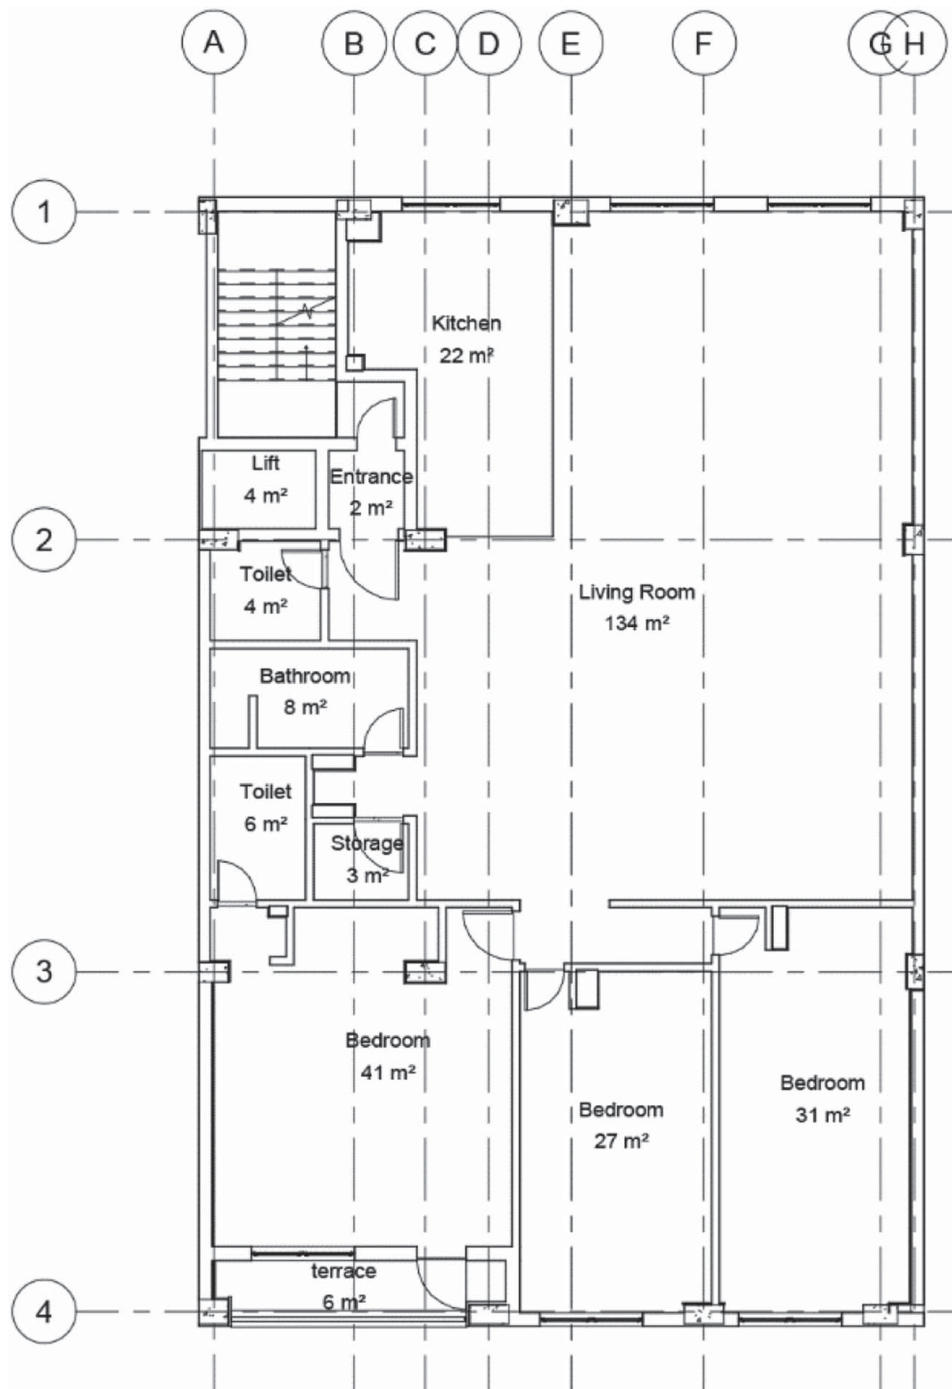 A B C D E F G H
1
Kitchen
22 m²
Lift
4 m²
Entrance
2 m²
2
Toilet
4 m²
Living Room
134 m²
Bathroom
8 m²
Toilet
6 m²
Storage
3 m²
3
Bedroom
41 m²
Bedroom
27 m²
Bedroom
31 m²
terrace
6 m²
4